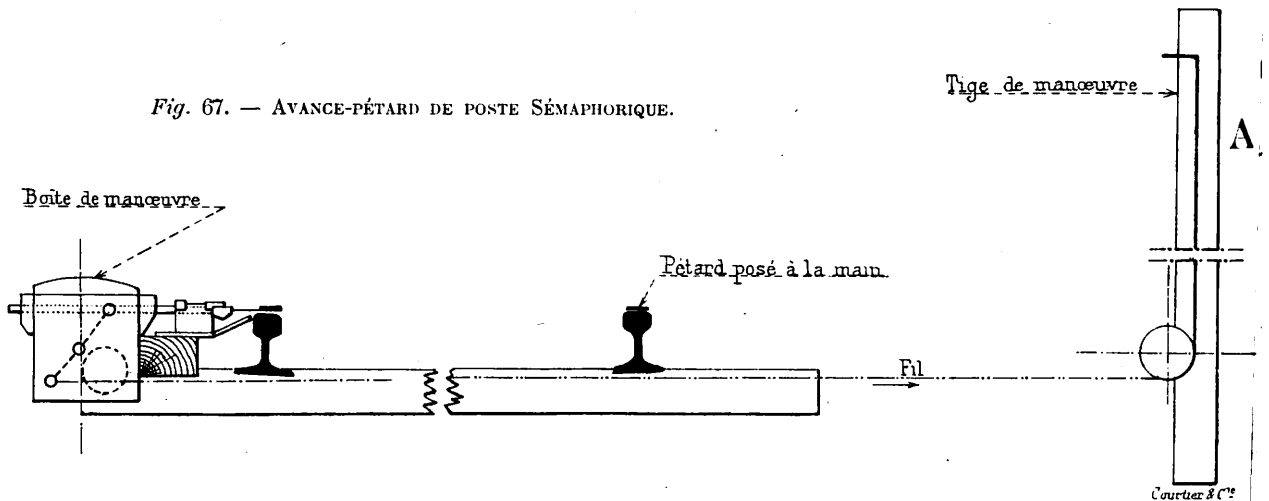 Fig. 67. — AVANCE-PÉTARD DE POSTE SÉMAPHORIQUE.
Tige de manœuvre
A
Boîte de manœuvre
Pétard posé à la main
Fil
Courtier & Cie